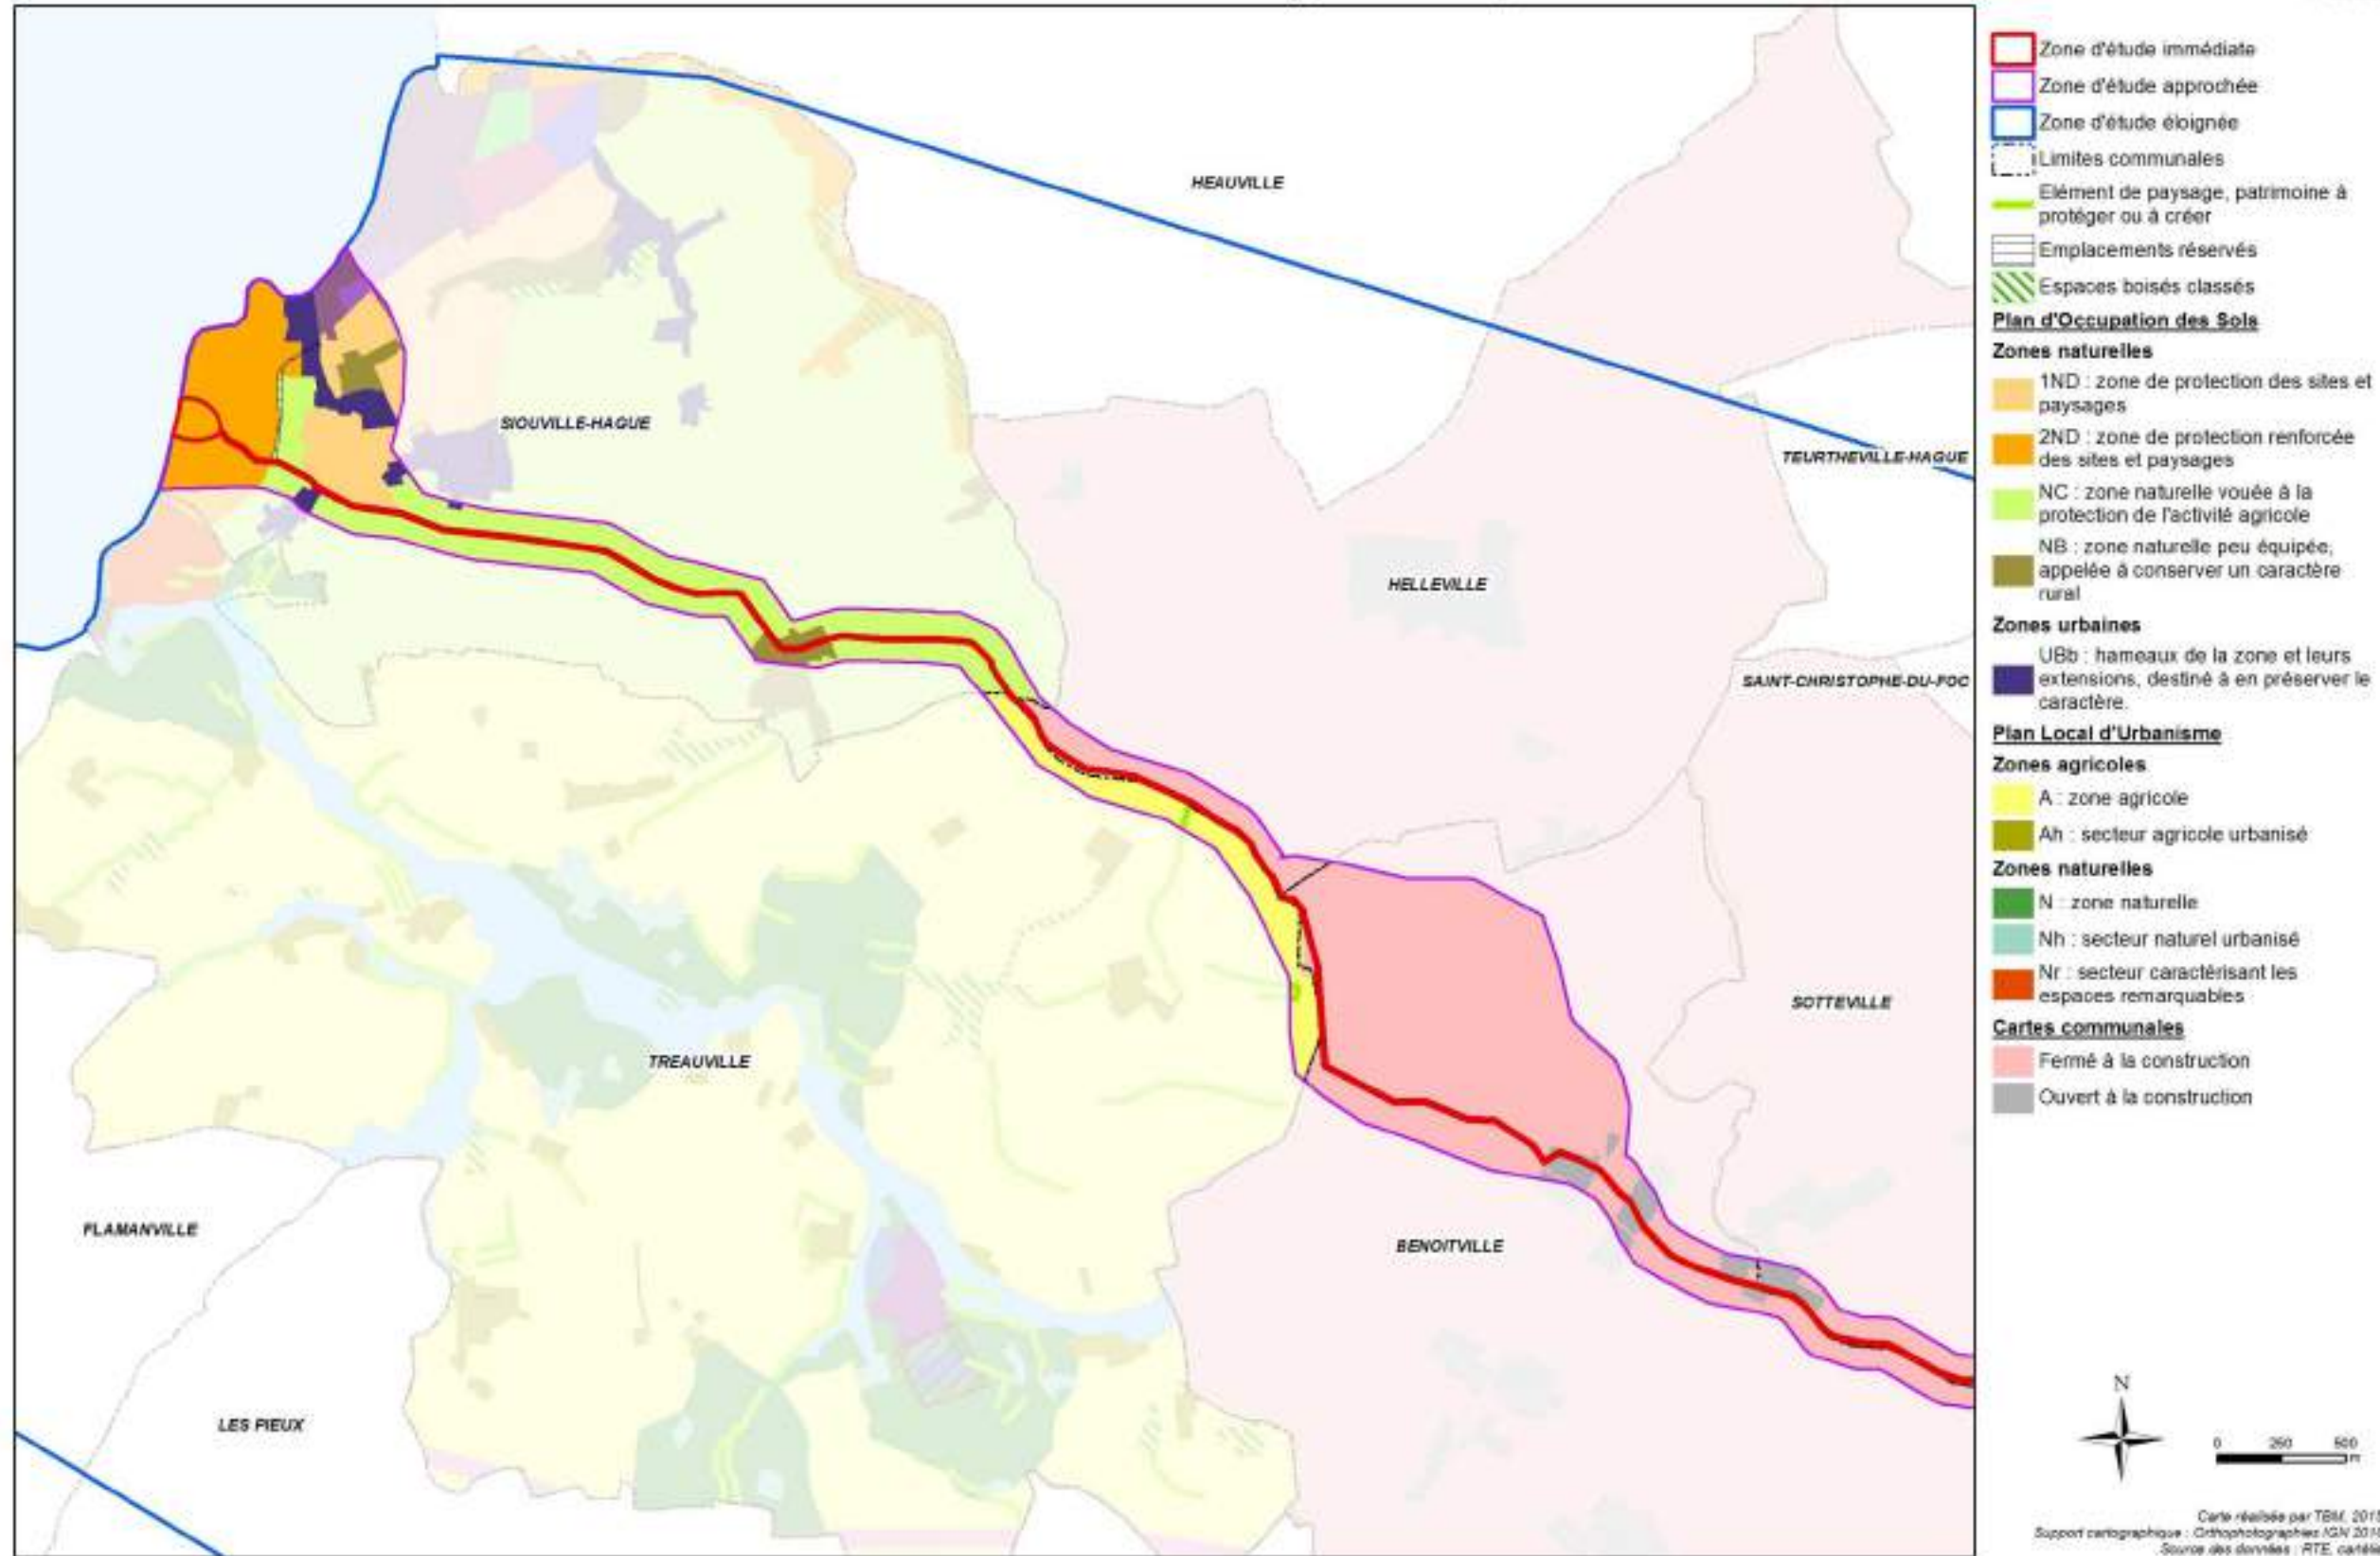 HEAUVILLE
SIOUVILLE-HAGUE
TEURTHEVILLE-HAGUE
HELLEVILLE
SAINT-CHRISTOPHE-DU-FOC
SOTTEVILLE
TREAUVILLE
FLAMANVILLE
BENOITVILLE
LES PIEUX
Zone d'étude immédiate
Zone d'étude approchée
Zone d'étude éloignée
Limites communales
Elément de paysage, patrimoine à
protéger ou à créer
Emplacements réservés
Espaces boisés classés
Plan d'Occupation des Sols
Zones naturelles
1ND : zone de protection des sites et
paysages
2ND : zone de protection renforcée
des sites et paysages
NC : zone naturelle vouée à la
protection de l'activité agricole
NB : zone naturelle peu équipée,
appelée à conserver un caractère
rural
Zones urbaines
UBb : hameaux de la zone et leurs
extensions, destiné à en préserver le
caractère.
Plan Local d'Urbanisme
Zones agricoles
A : zone agricole
Ah : secteur agricole urbanisé
Zones naturelles
N : zone naturelle
Nh : secteur naturel urbanisé
Nr : secteur caractérisant les
espaces remarquables
Cartes communales
Fermé à la construction
Ouvert à la construction
N
0 250 500
m
Carte réalisée par TBM, 
Support cartographique : Orthophotographies IGN
Source des données : RTE,